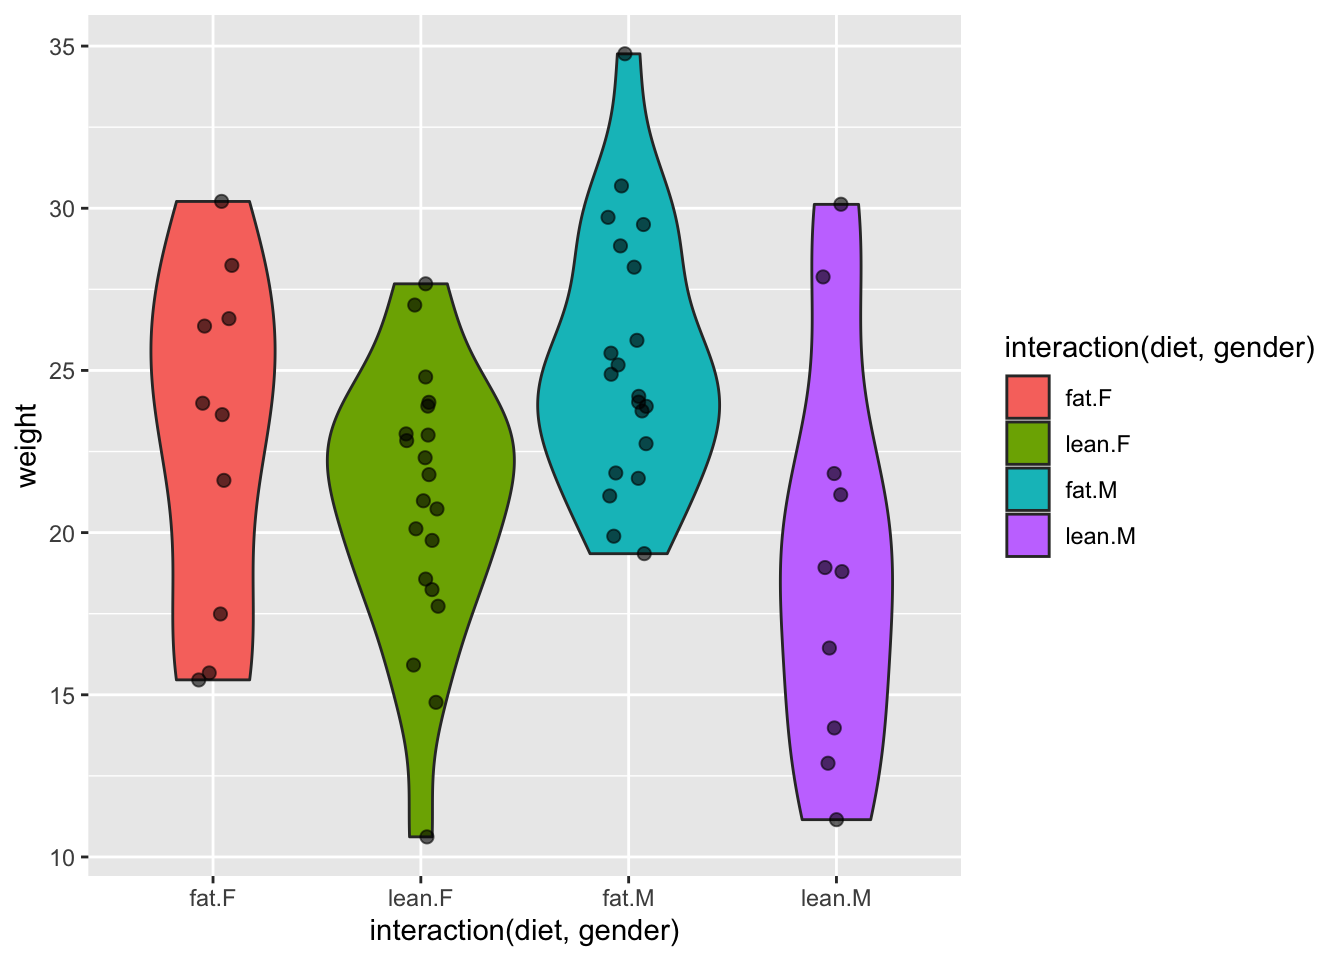 35
30
25
20
15
10
weight
fat.F
lean.F
fat.M
lean.M
interaction(diet, gender)
interaction(diet, gender)
fat.F
lean.F
fat.M
lean.M